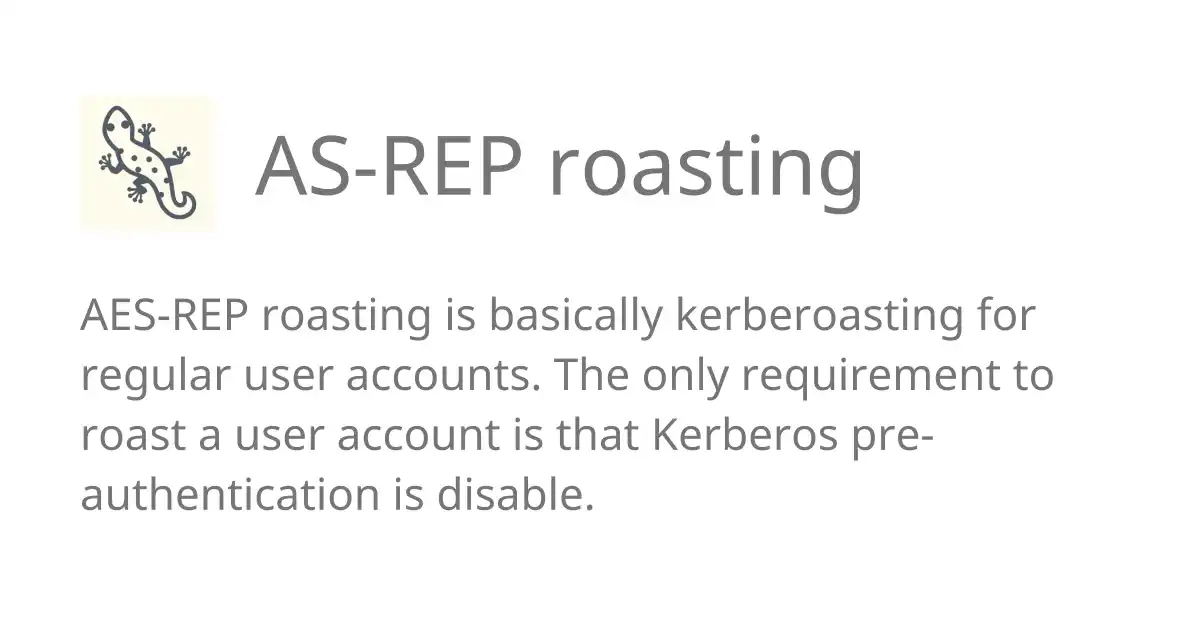 AS-REP roasting
AES-REP roasting is basically kerberoasting for
regular user accounts. The only requirement to
roast a user account is that Kerberos pre-
authentication is disable.